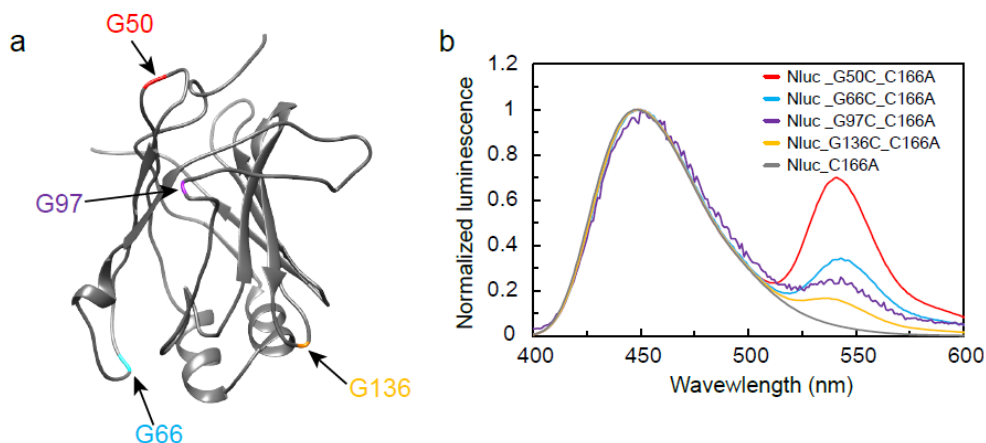 a
G50
G97
G66
G136
b
Normalized luminescence
1.2
1
0.8
0.6
0.4
0.2
0
400
450
500
550
600
Wavewlength (nm)
Nluc _G50C_C166A
Nluc _G66C_C166A
Nluc _G97C_C166A
Nluc_G136C_C166A
Nluc_C166A